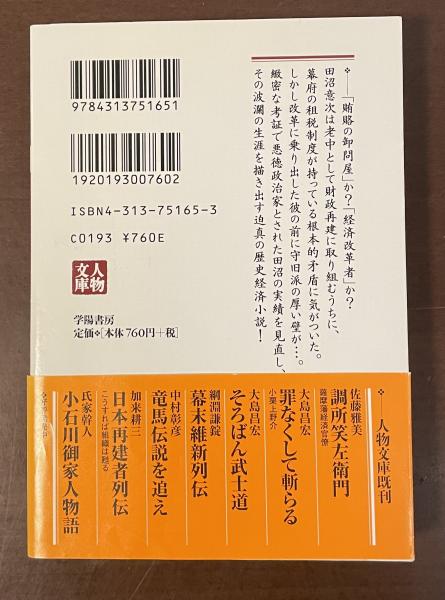 9784313751651
1920193007602
ISBN4-313-75165-3
C0193 ¥760E
人物
文庫
学陽書房
定価❖[本体760円+税]
❖──「賄賂の卸問屋」か?「経済改革者」か?
田沼意次は老中として財政再建に取り組むうちに、
幕府の租税制度が持っている根本的矛盾に気がついた。
しかし改革に乗り出した彼の前に守旧派の厚い壁が…。
緻密な考証で悪徳政治家とされた田沼の実績を見直し、
その波瀾の生涯を描き出す迫真の歴史経済小説!
❖──人物文庫既刊
佐藤雅美
調所笑左衛門
薩摩藩経済官僚
大島昌宏
罪なくして斬らる
小栗上野介
大島昌宏
そろばん武士道
綱淵謙錠
幕末維新列伝
中村彰彦
竜馬伝説を追え
加来耕三
日本再建者列伝
こうすれば組織は甦る
氏家幹人
小石川御家人物語